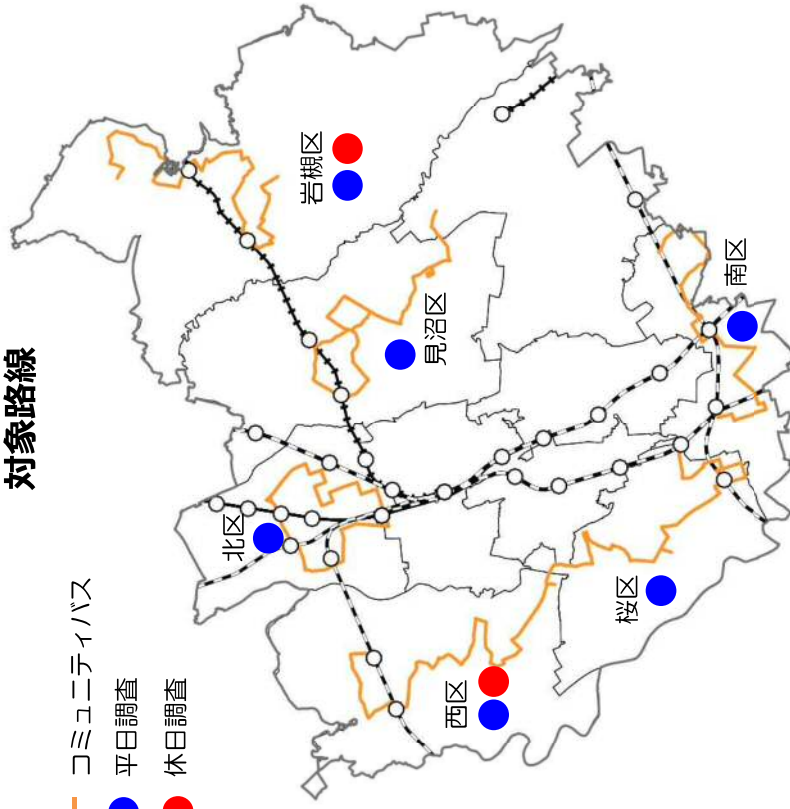 対象路線
コミュニティバス
平日調査
休日調査
西区
北区
桜区
見沼区
岩槻区
南区